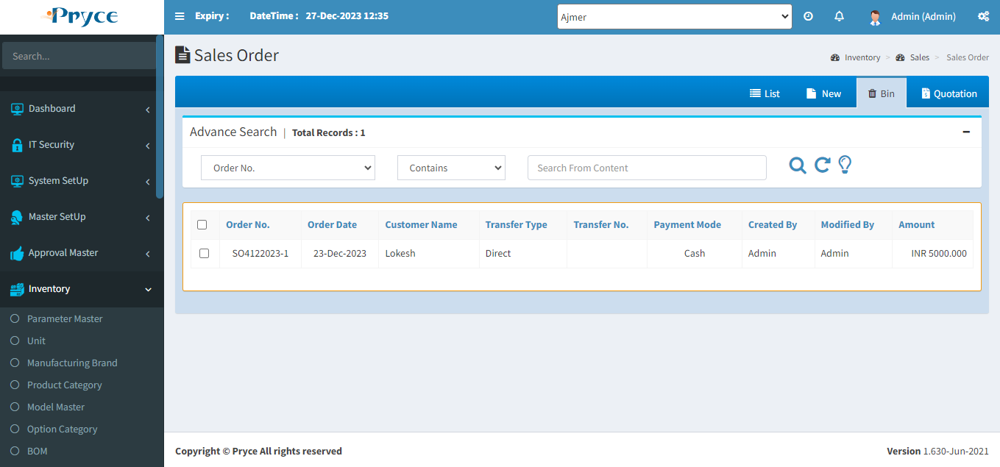 Pryce
Expiry : DateTime : 27-Dec-2023 12:35 Ajmer Admin (Admin)
Search...
Dashboard
IT Security
System SetUp
Master SetUp
Approval Master
Inventory
Parameter Master
Unit
Manufacturing Brand
Product Category
Model Master
Option Category
BOM
Sales Order
Inventory > Sales > Sales Order
List New Bin Quotation
Advance Search | Total Records : 1
Order No. Contains Search From Content
Order No. Order Date Customer Name Transfer Type Transfer No. Payment Mode Created By Modified By Amount
SO4122023-1 23-Dec-2023 Lokesh Direct Cash Admin Admin INR 5000.000
Copyright © Pryce All rights reserved Version 1.630-Jun-2021